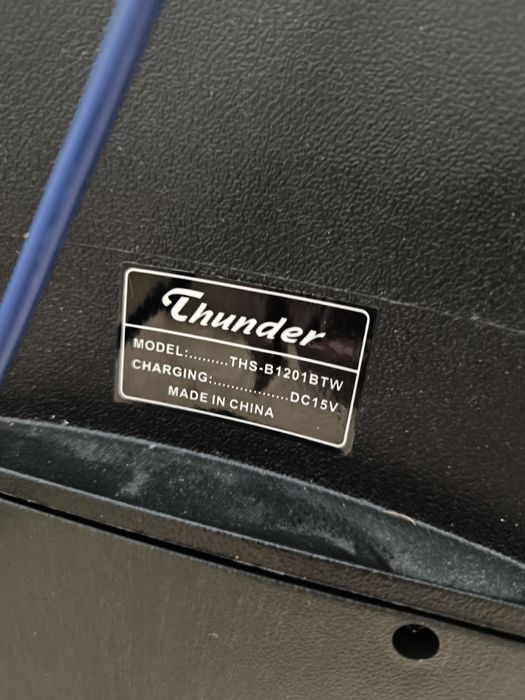 Thunder
MODEL:.........THS-B1201BTW
CHARGING:.................DC15V
MADE IN CHINA